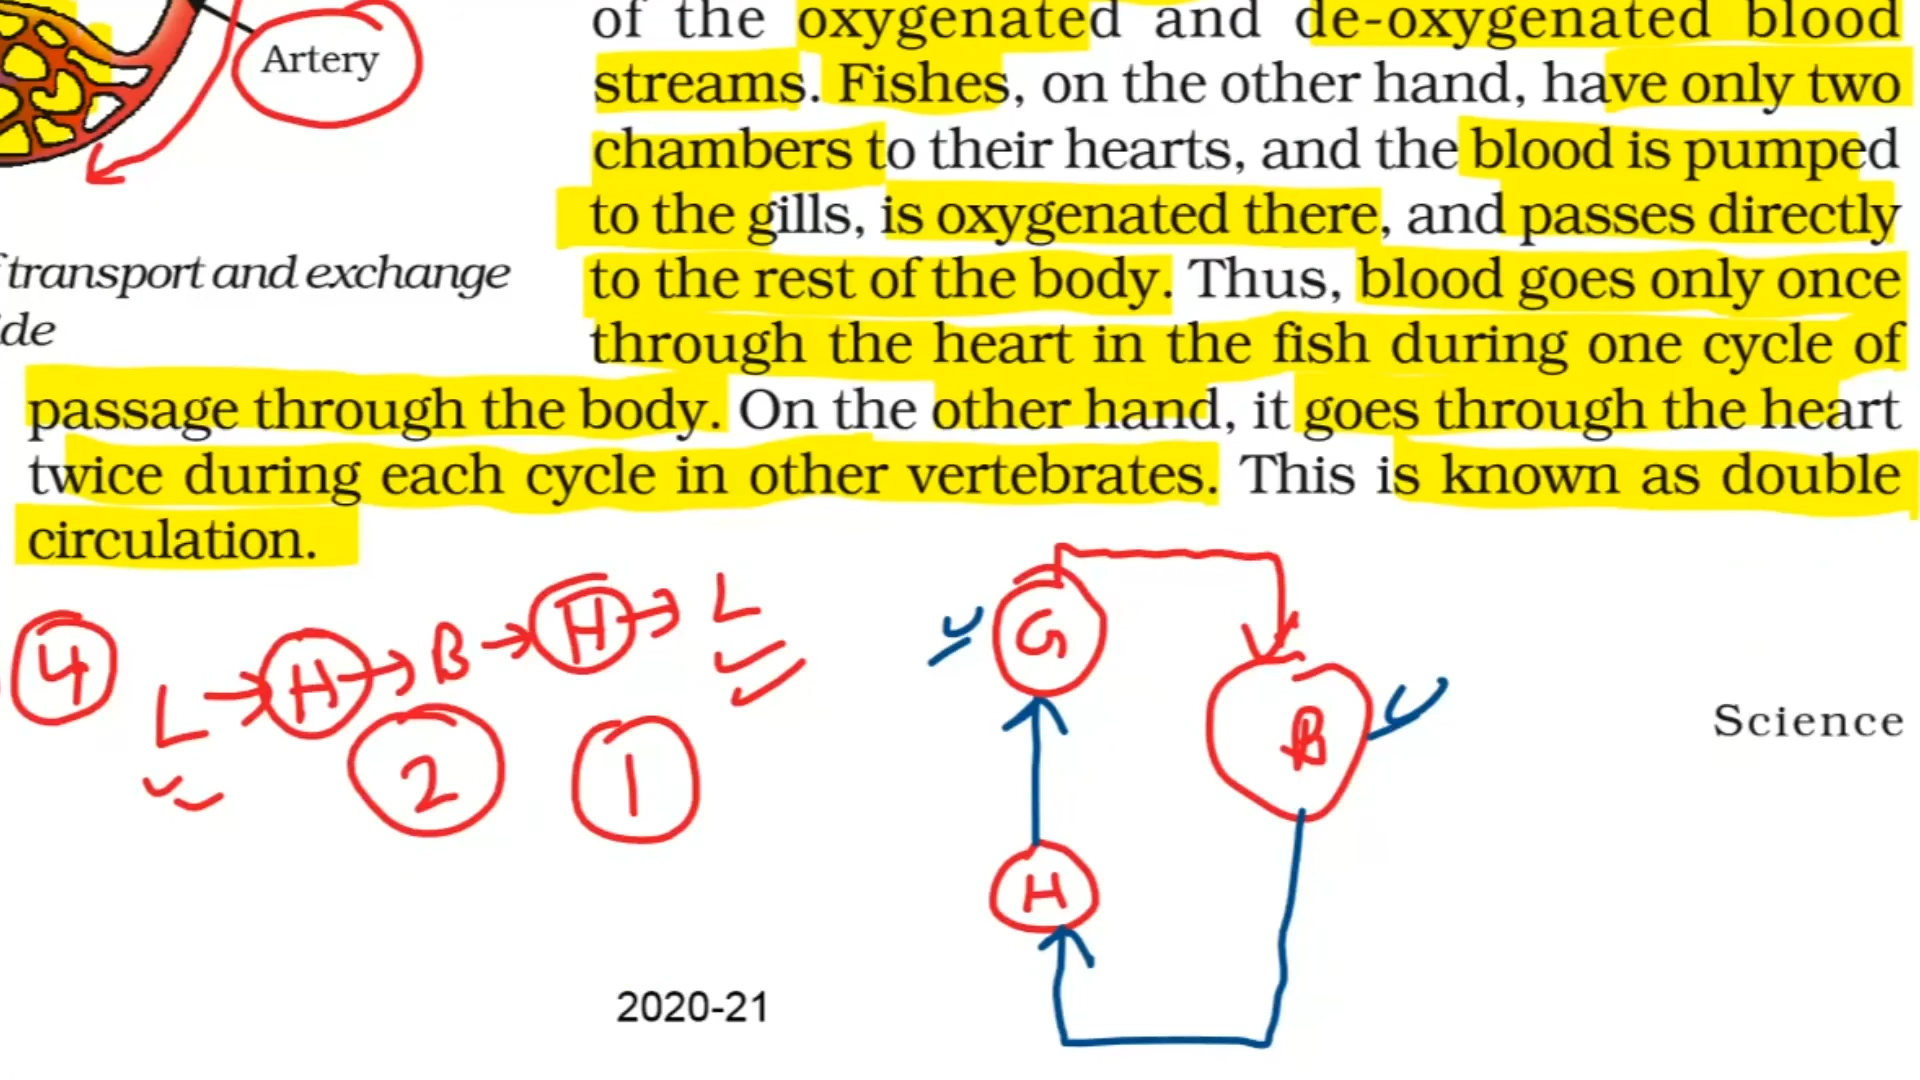 Artery
of the oxygenated and de-oxygenated blood
streams. Fishes, on the other hand, have only two
chambers to their hearts, and the blood is pumped
to the gills, is oxygenated there, and passes directly
to the rest of the body. Thus, blood goes only once
through the heart in the fish during one cycle of
transport and exchange
ide
passage through the body. On the other hand, it goes through the heart
twice during each cycle in other vertebrates. This is known as double
circulation.
4 L → H → B → H → L
2 1
G
B
H
Science
2020-21